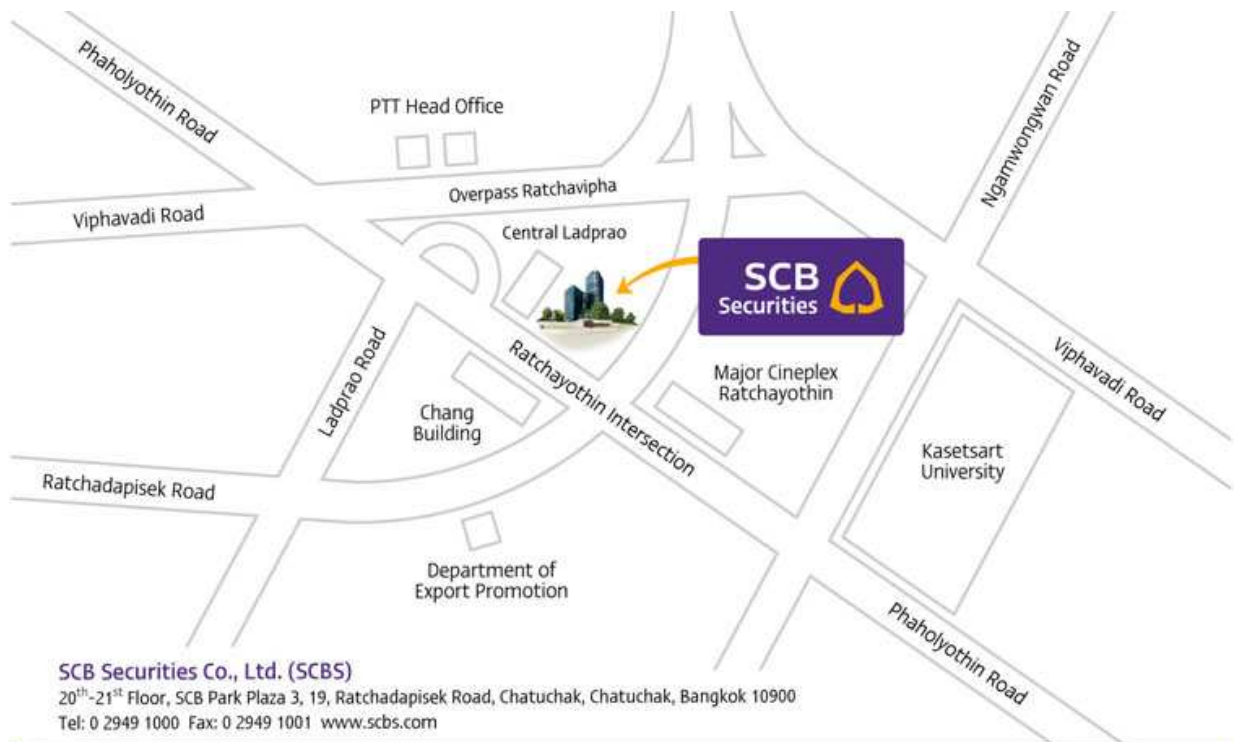 Phaholyothin Road
PTT Head Office
Ngamwongwan Road
Overpass Ratchavipha
Viphavadi Road
Central Ladprao
SCB
Securities
Ladprao Road
Ratchayothin Intersection
Major Cineplex
Ratchayothin
Viphavadi Road
Chang
Building
Kasetsart
University
Ratchadapisek Road
Department of
Export Promotion
Phaholyothin Road
SCB Securities Co., Ltd. (SCBS)
20th-21st Floor, SCB Park Plaza 3, 19, Ratchadapisek Road, Chatuchak, Chatuchak, Bangkok 10900
Tel: 0 2949 1000 Fax: 0 2949 1001 www.scbs.com